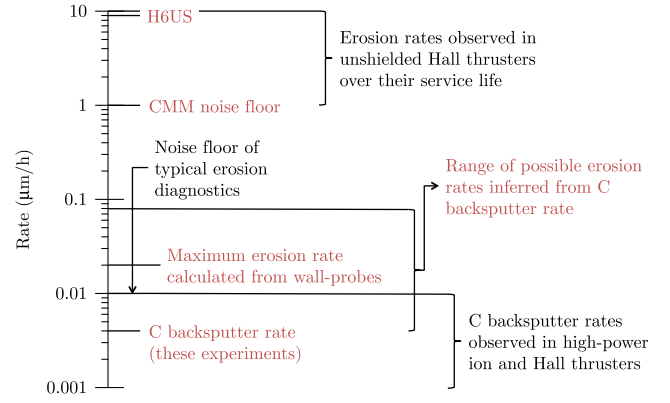 10
H6US
Erosion rates observed in
unshielded Hall thrusters
over their service life
1
CMM noise floor
Noise floor of
typical erosion
diagnostics
Range of possible erosion
rates inferred from C
backsputter rate
Rate (μm/h)
0.1
Maximum erosion rate
calculated from wall-probes
0.01
C backsputter rate
(these experiments)
C backsputter rates
observed in high-power
ion and Hall thrusters
0.001